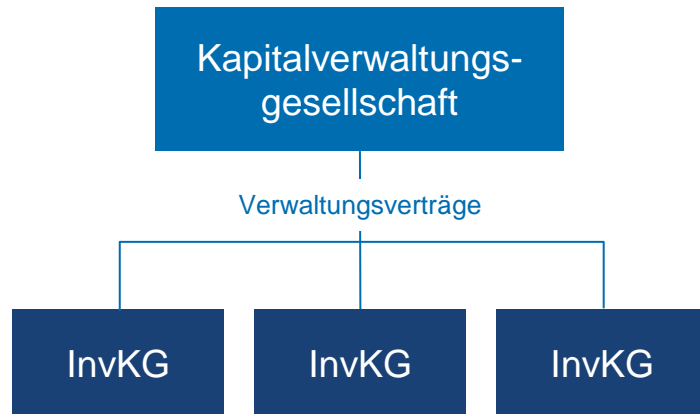 Kapitalverwaltungs-
gesellschaft
Verwaltungsverträge
InvKG
InvKG
InvKG